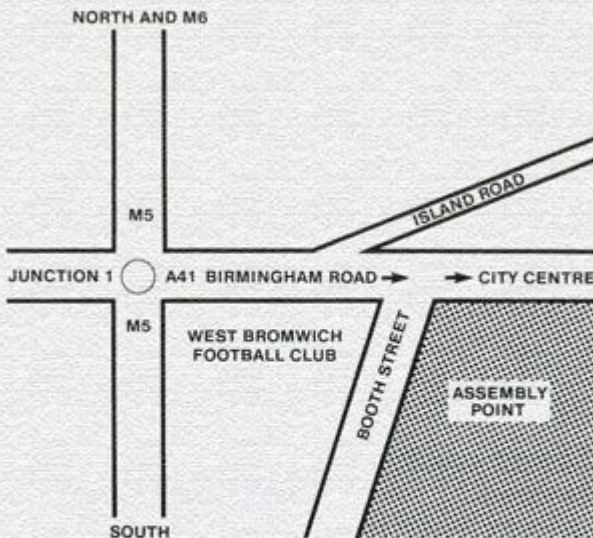 NORTH AND M6
ISLAND ROAD
M5
JUNCTION 1
A41 BIRMINGHAM ROAD
CITY CENTRE
M5
WEST BROMWICH
FOOTBALL CLUB
BOOTH STREET
ASSEMBLY
POINT
SOUTH